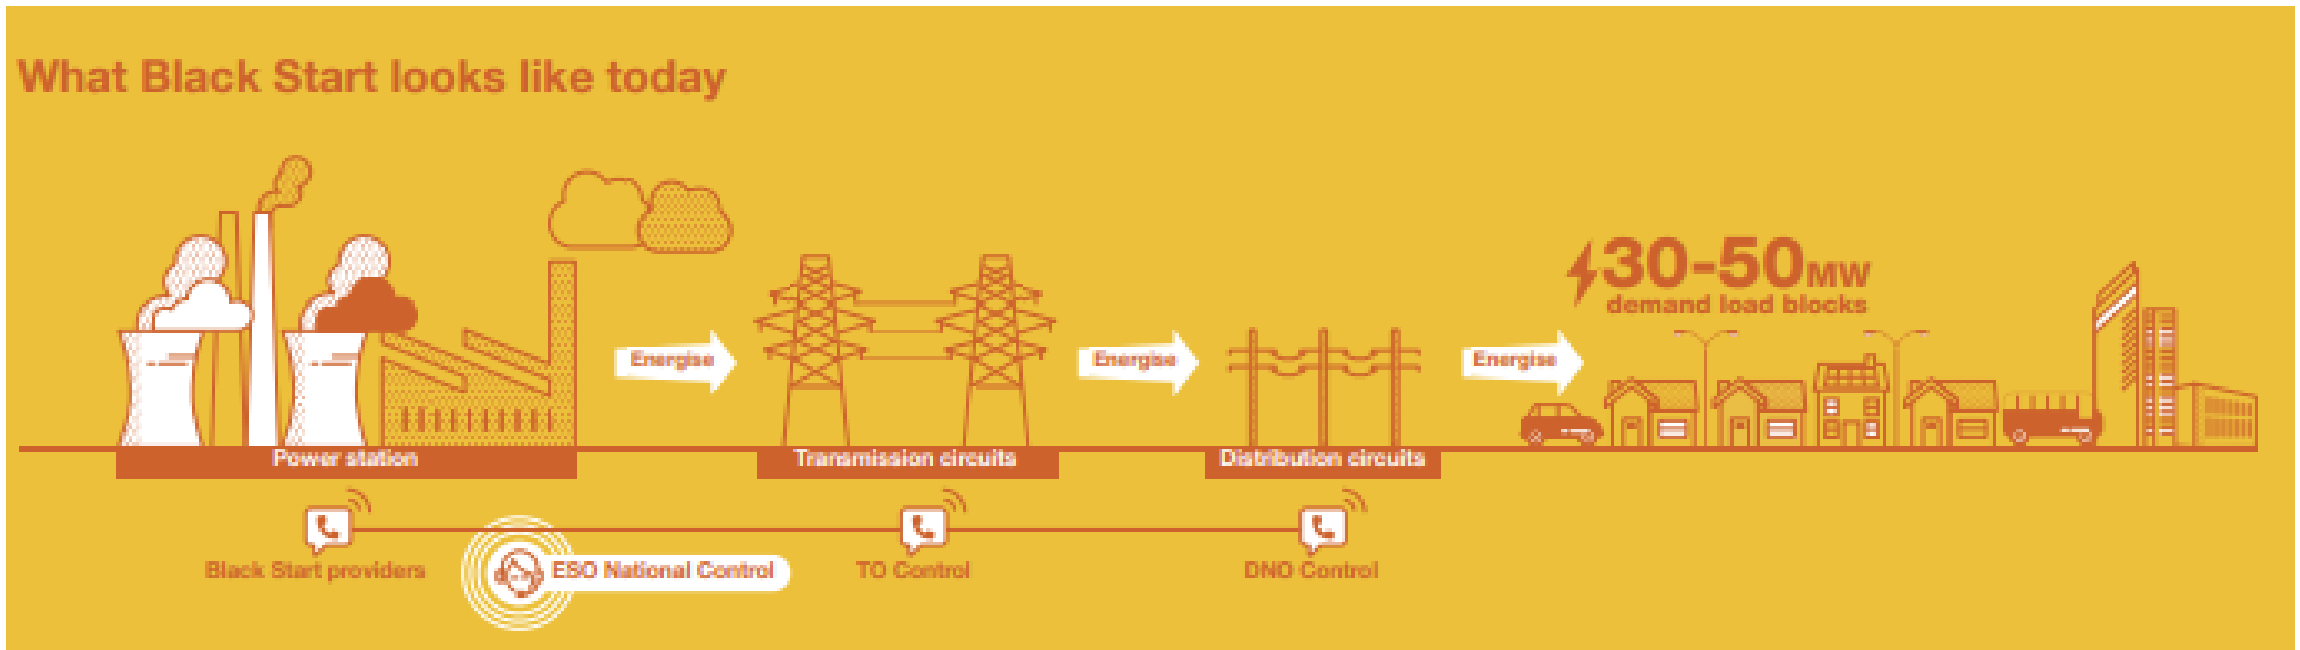 What Black Start looks like today
30-50MW
demand load blocks
Energise
Energise
Energise
Power station
Transmission circuits
Distribution circuits
Black Start providers
ESO National Control
TO Control
DNO Control